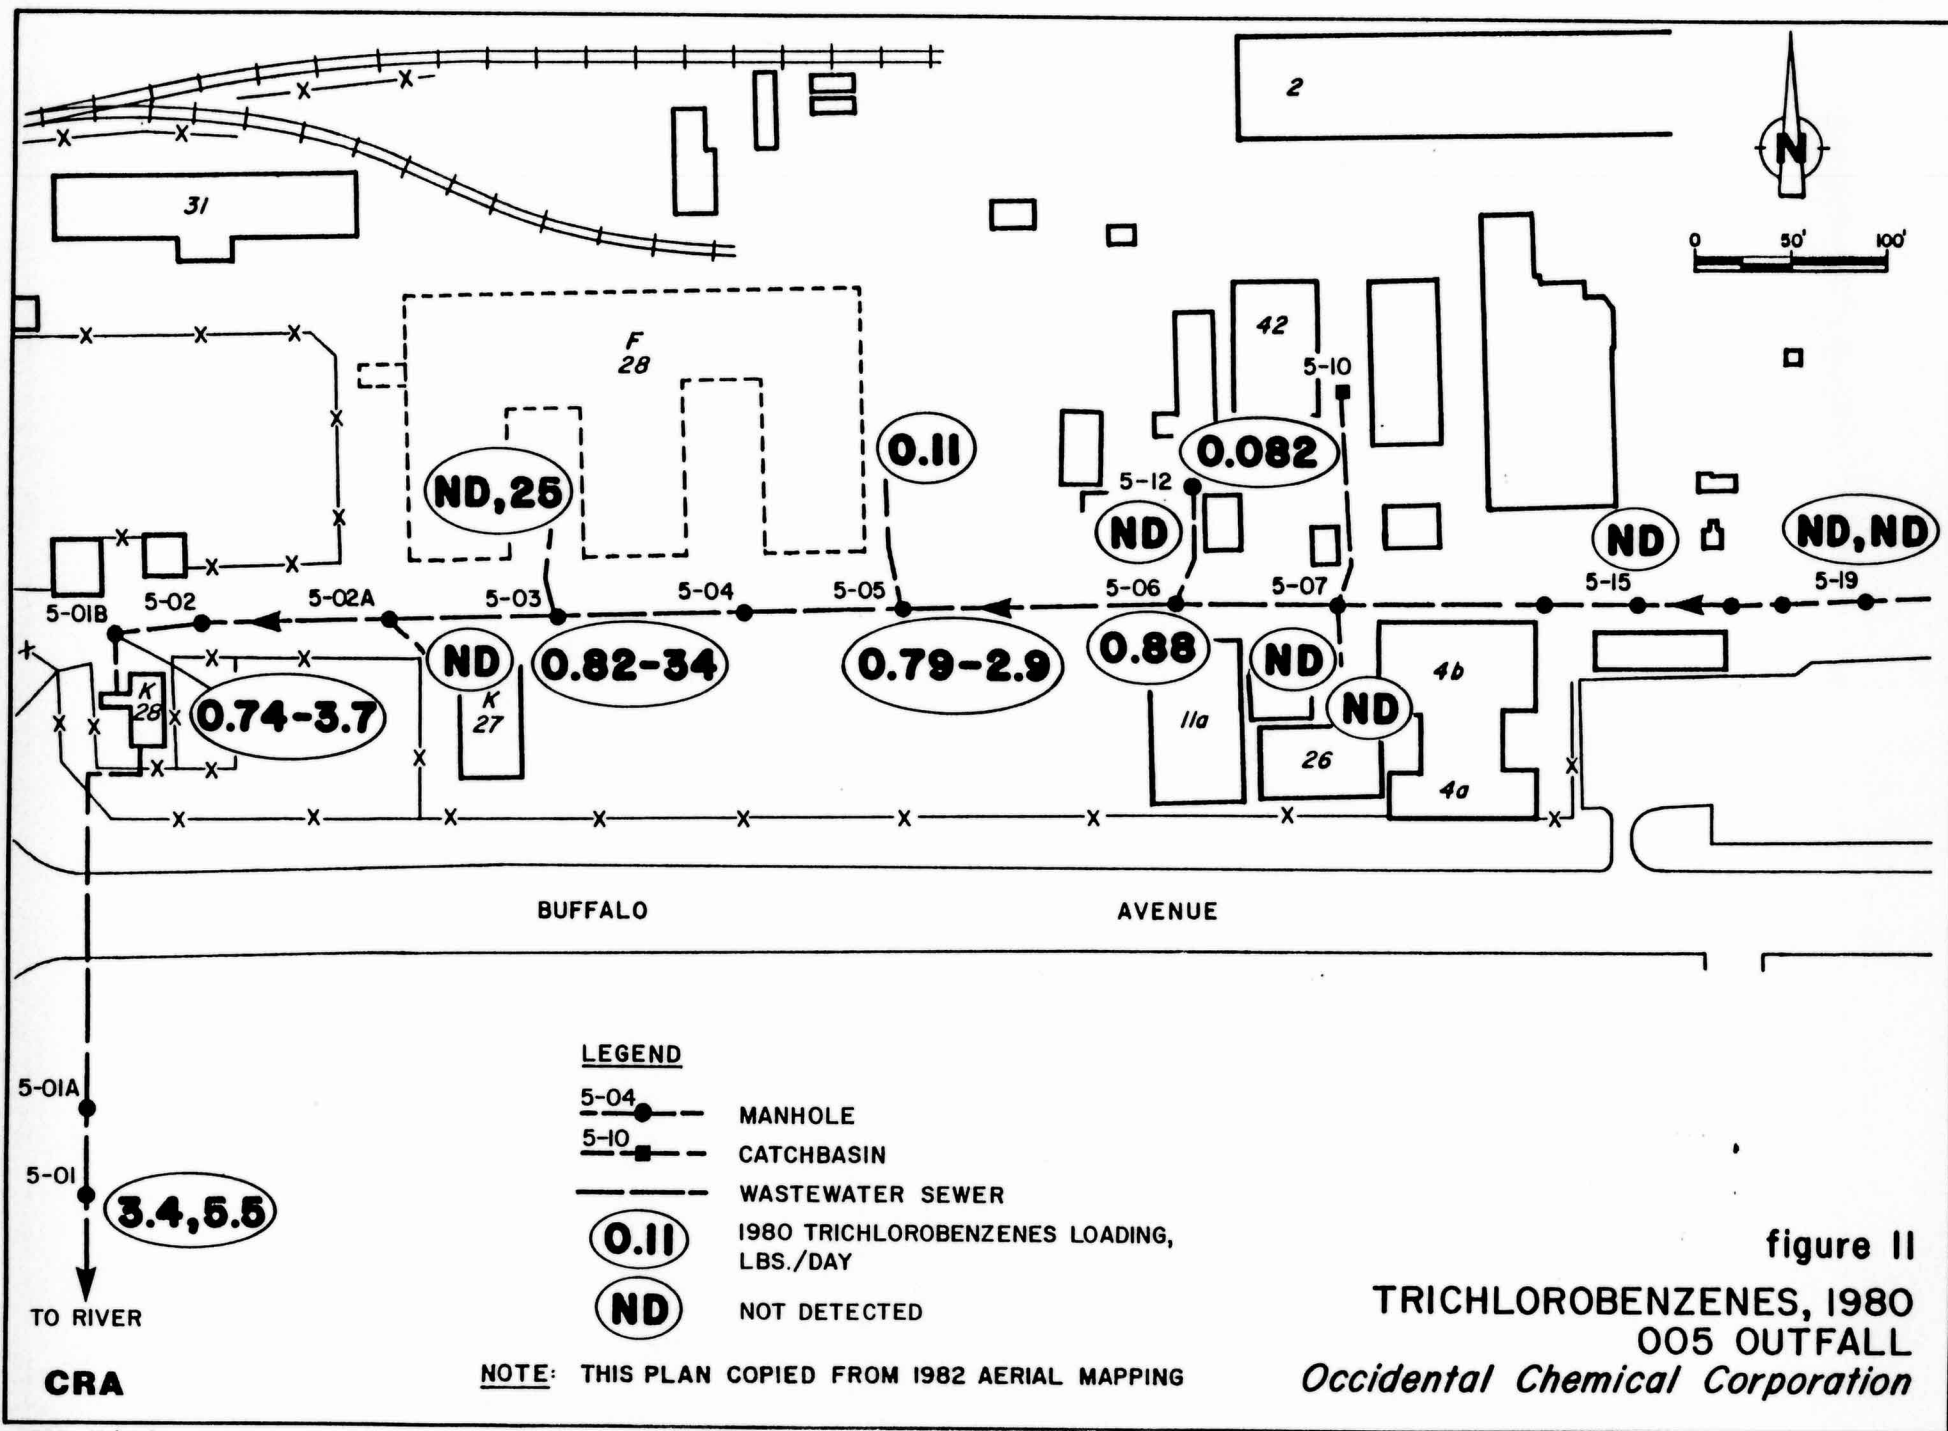 2
N
0 50' 100'
31
F
28
42
5-10
0.11
0.082
ND,25
5-12
ND
ND
ND,ND
5-01B
5-02
5-02A
5-03
5-04
5-05
5-06
5-07
5-15
5-19
ND
0.82-34
0.79-2.9
0.88
ND
ND
4b
K
28
0.74-3.7
K
27
11a
26
4a
BUFFALO AVENUE
5-01A
5-01
3.4,5.5
TO RIVER
CRA
LEGEND
5-04 MANHOLE
5-10 CATCHBASIN
WASTEWATER SEWER
0.11 1980 TRICHLOROBENZENES LOADING,
LBS./DAY
ND NOT DETECTED
NOTE: THIS PLAN COPIED FROM 1982 AERIAL MAPPING
figure 11
TRICHLOROBENZENES, 1980
005 OUTFALL
Occidental Chemical Corporation